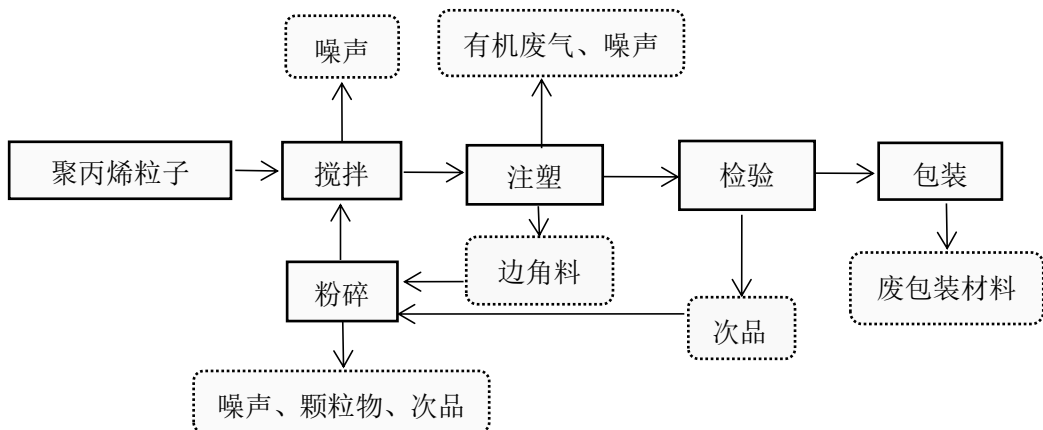 噪声
有机废气、噪声
聚丙烯粒子
搅拌
注塑
检验
包装
粉碎
边角料
次品
废包装材料
噪声、颗粒物、次品